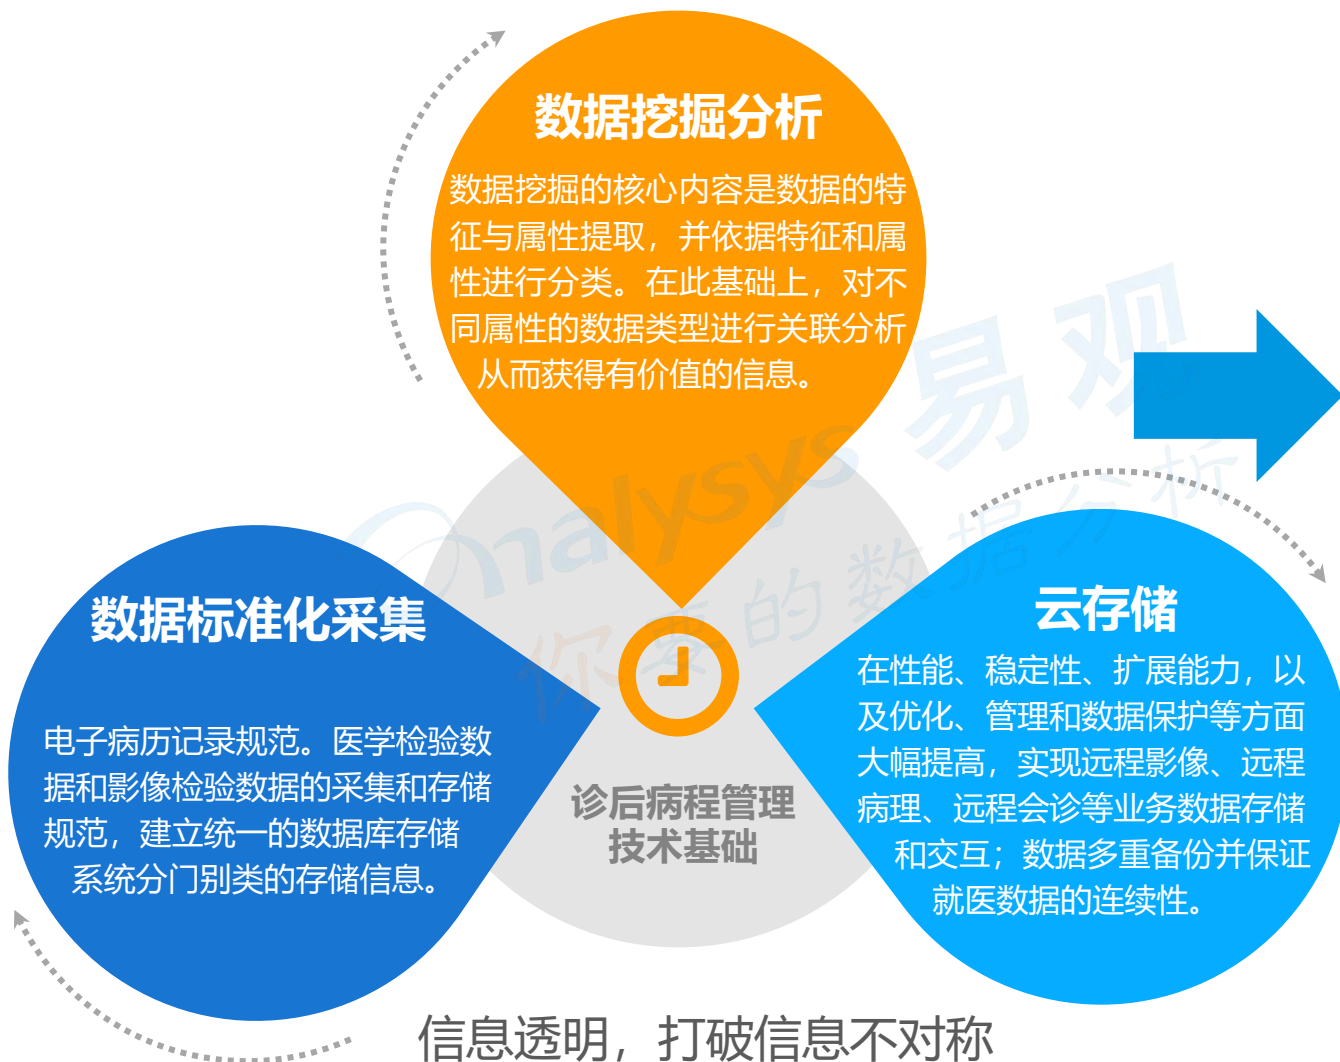 数据挖掘分析
数据挖掘的核心内容是数据的特
征与属性提取，并依据特征和属
性进行分类。在此基础上，对不
同属性的数据类型进行关联分析
从而获得有价值的信息。
数据标准化采集
电子病历记录规范。医学检验数
据和影像检验数据的采集和存储
规范，建立统一的数据库存储
系统分门别类的存储信息。
诊后病程管理
技术基础
云存储
在性能、稳定性、扩展能力，以
及优化、管理和数据保护等方面
大幅提高，实现远程影像、远程
病理、远程会诊等业务数据存储
和交互；数据多重备份并保证
就医数据的连续性。
信息透明，打破信息不对称
analysys 易观
你要的数据分析